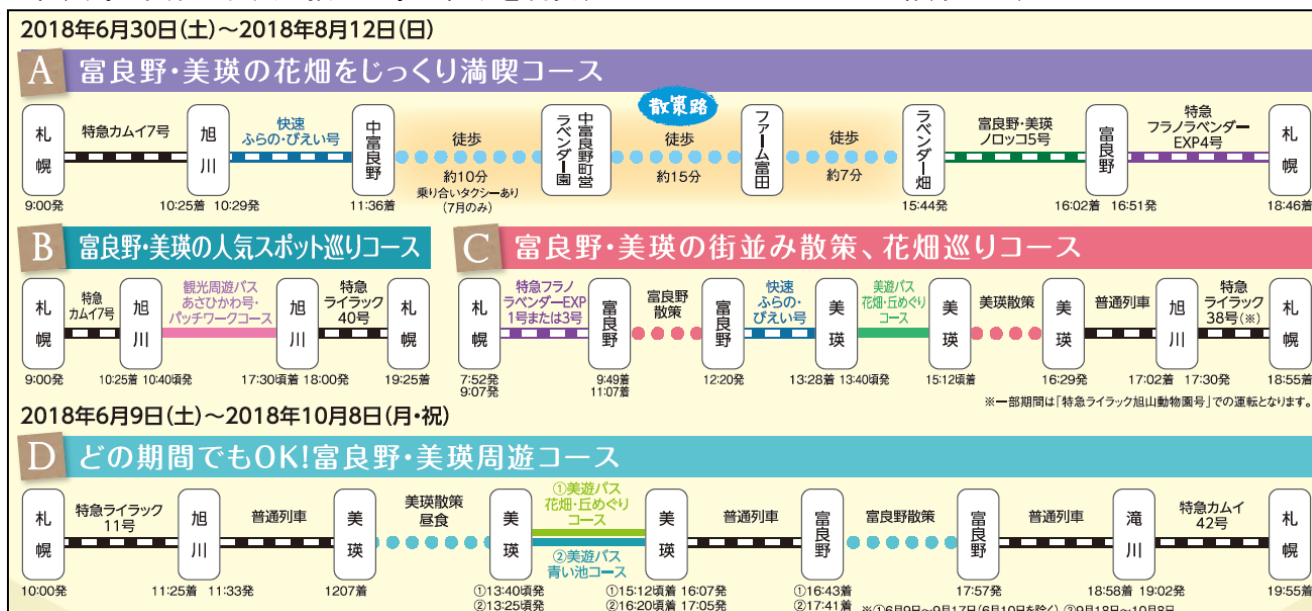 2018年6月30日(土)～2018年8月12日(日)
A 富良野・美瑛の花畑をじっくり満喫コース
札幌
特急カムイ7号
旭川
快速
ふらの・びえい号
中富良野
徒歩
約10分
乗り合いタクシーあり
(7月のみ)
中富良野町営
ラベンダー園
散策路
徒歩
約15分
ファーム富田
徒歩
約7分
ラベンダー畑
富良野・美瑛
ノロッコ5号
富良野
特急
フラノラベンダー
EXP4号
札幌
9:00発 10:25着 10:29発 11:36着 15:44発 16:02着 16:51発 18:46着
B 富良野・美瑛の人気スポット巡りコース
札幌
特急
カムイ7号
旭川
観光周遊バス
あさひかわ号・
パッチワークコース
旭川
特急
ライラック
40号
札幌
9:00発 10:25着 10:40頃発 17:30頃着 18:00発 19:25着
C 富良野・美瑛の街並み散策、花畑巡りコース
札幌
特急フラノ
ラベンダーEXP
1号または3号
富良野
富良野
散策
富良野
快速
ふらの・
びえい号
美瑛
美遊バス
花畑・丘めぐり
コース
美瑛
美瑛散策
美瑛
普通列車
旭川
特急
ライラック
38号(※)
札幌
7:52発 9:49着 12:20発 13:28着 13:40頃発 15:12頃着 16:29発 17:02着 17:30発 18:55着
9:07発 11:07着
※一部期間は「特急ライラック旭山動物園号」での運転となります。
2018年6月9日(土)～2018年10月8日(月・祝)
D どの期間でもOK!富良野・美瑛周遊コース
札幌
特急ライラック
11号
旭川
普通列車
美瑛
美瑛散策
昼食
美瑛
①美遊バス
花畑・丘めぐり
コース
②美遊バス
青い池コース
美瑛
普通列車
富良野
富良野散策
富良野
普通列車
滝川
特急カムイ
42号
札幌
10:00発 11:25着 11:33発 1207着 ①13:40頃発 ①15:12頃着 16:07発 ①16:43着 17:57発 18:58着 19:02発 19:55着
②13:25頃発 ②16:20頃着 17:05発 ②17:41着 ※①6月9日～9月17日(6月10日を除く) ②9月18日～10月8日